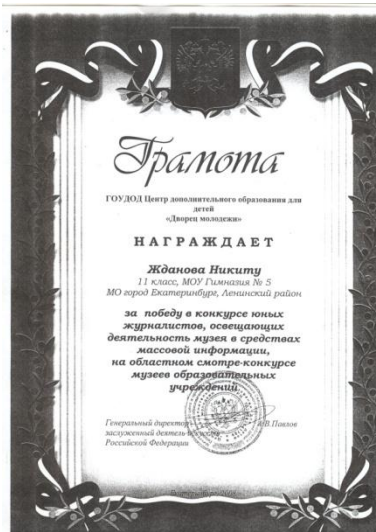 Грамота
ГОУДОД Центр дополнительного образования для
детей
«Дворец молодежи»
НАГРАЖДАЕТ
Жданова Никиту
11 класс, МОУ Гимназия № 5
МО город Екатеринбург, Ленинский район
за победу в конкурсе юных
журналистов, освещающих
деятельность музея в средствах
массовой информации,
на областном смотре-конкурсе
музеев образовательных
учреждений
Генеральный директор
Павлов
заслуженный деятель
Российской Федерации